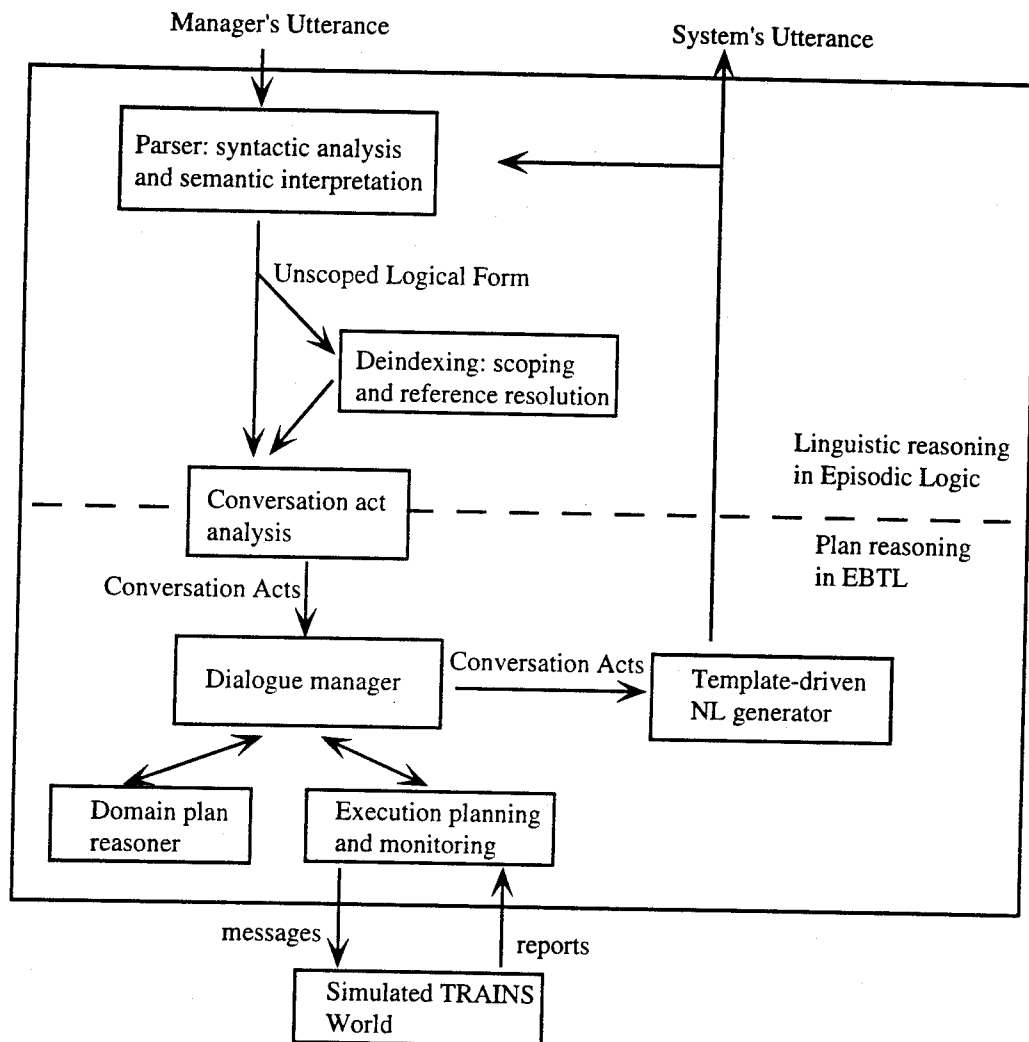 Manager's Utterance
System's Utterance
Parser: syntactic analysis
and semantic interpretation
Unscoped Logical Form
Deindexing: scoping
and reference resolution
Linguistic reasoning
in Episodic Logic
Conversation act
analysis
Plan reasoning
in EBTL
Conversation Acts
Dialogue manager
Conversation Acts
Template-driven
NL generator
Domain plan
reasoner
Execution planning
and monitoring
messages
reports
Simulated TRAINS
World